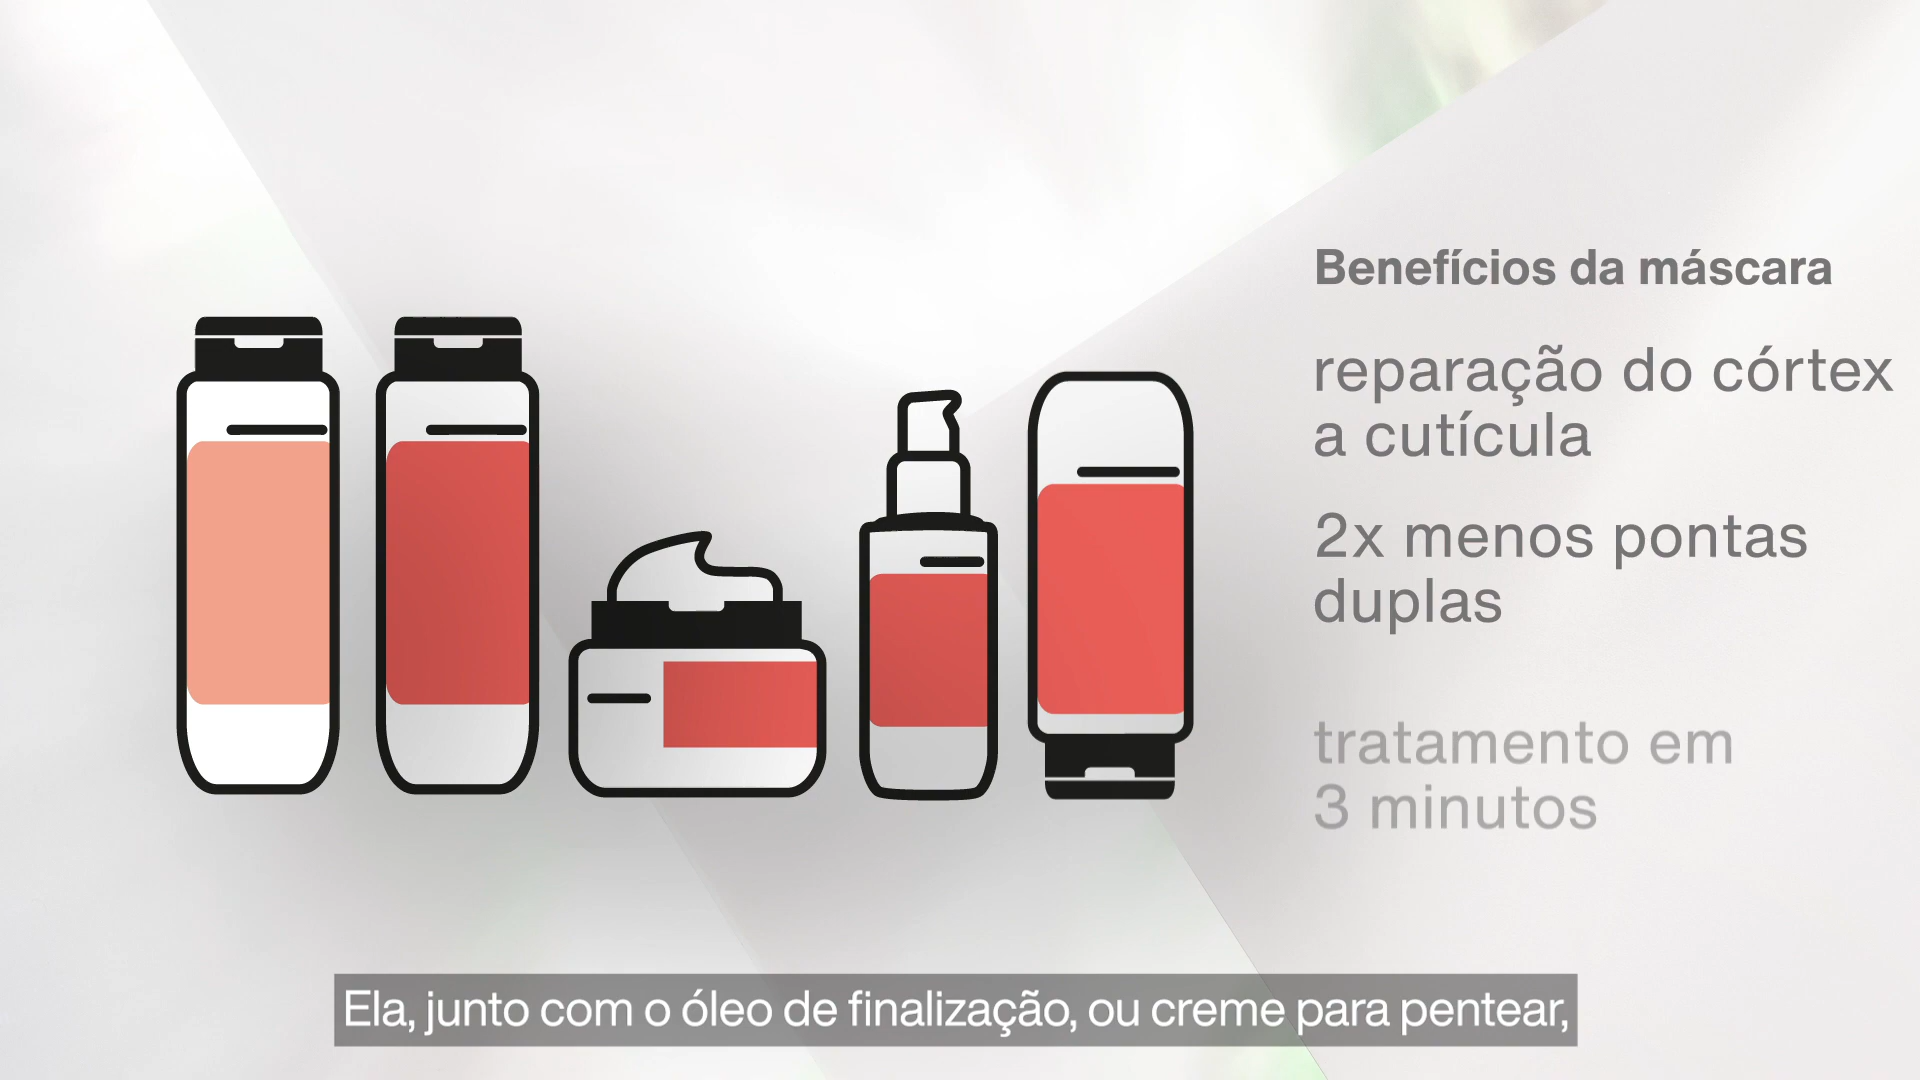 Benefícios da máscara
reparação do córtex
a cutícula
2x menos pontas
duplas
tratamento em
3 minutos
Ela, junto com o óleo de finalização, ou creme para pentear,